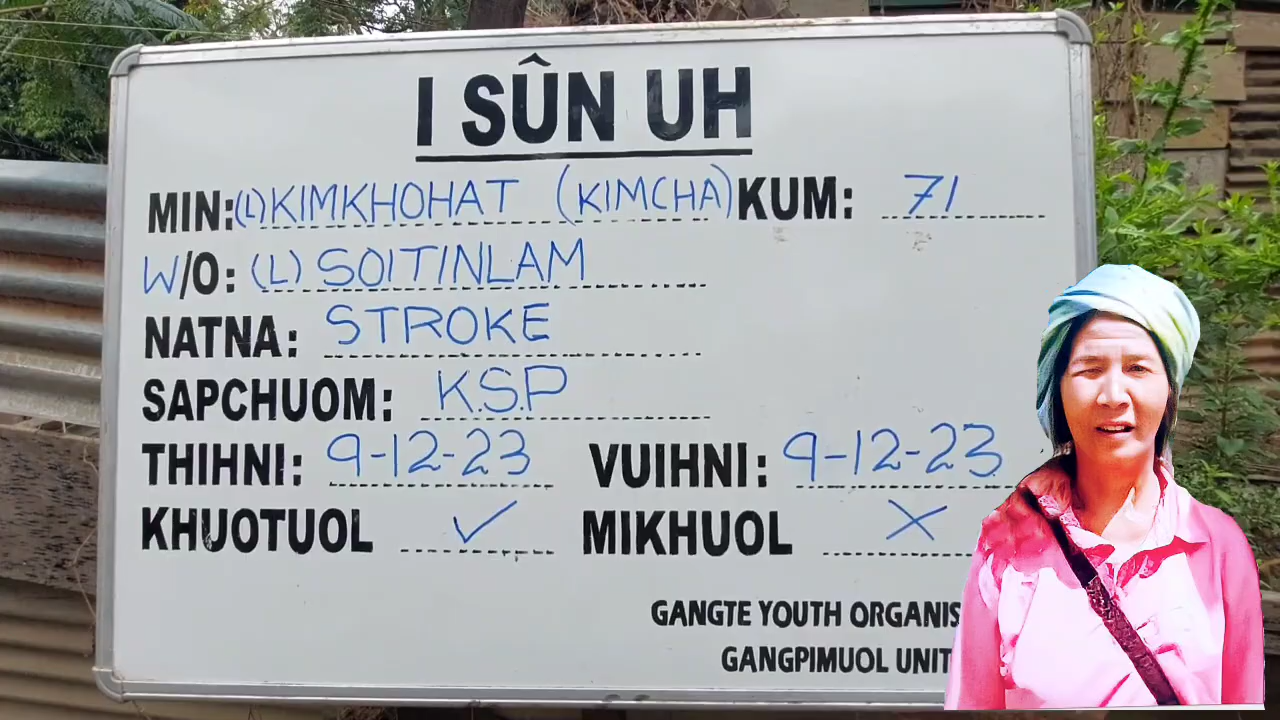 I SÛN UH
MIN: (L) KIMKHOHAT (KIMCHA) KUM: 71
W/O: (L) SOITINLAM
NATNA: STROKE
SAPCHUOM: K.S.P
THIHNI: 9-12-23 VUIHNI: 9-12-23
KHUOTUOL ✓ MIKHUOL X
GANGTE YOUTH ORGANIS
GANGPIMUOL UNIT